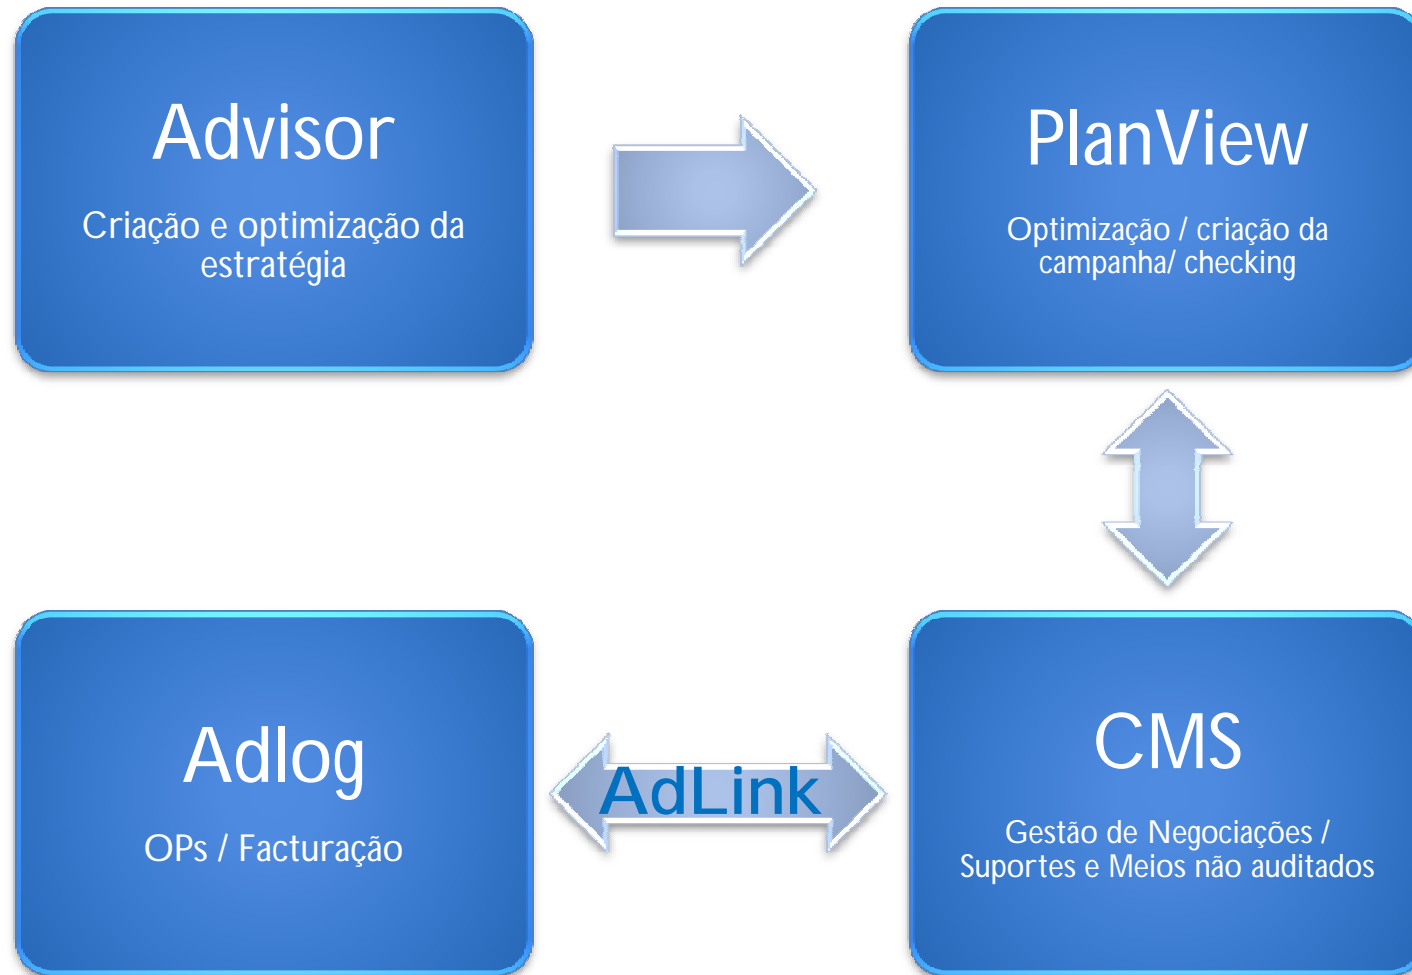 Advisor
Criação e optimização da
estratégia
PlanView
Optimização / criação da
campanha/ checking
Adlog
OPs / Facturação
AdLink
CMS
Gestão de Negociações /
Suportes e Meios não auditados